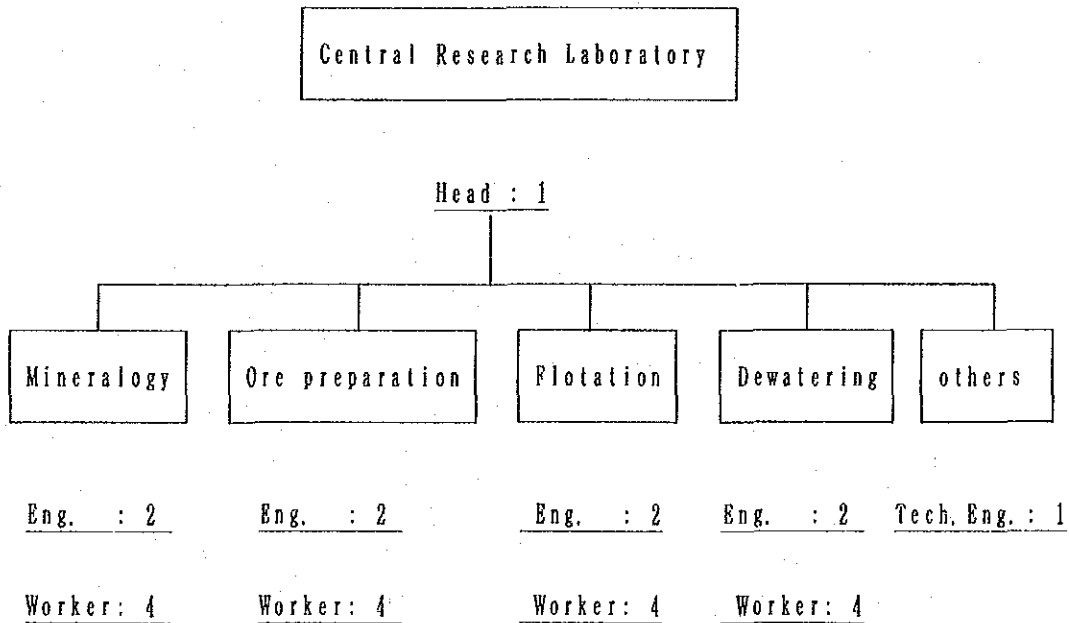 Central Research Laboratory
Head : 1
Mineralogy
Ore preparation
Flotation
Dewatering
others
Eng. : 2
Eng. : 2
Eng. : 2
Eng. : 2
Tech. Eng. : 1
Worker: 4
Worker: 4
Worker: 4
Worker: 4